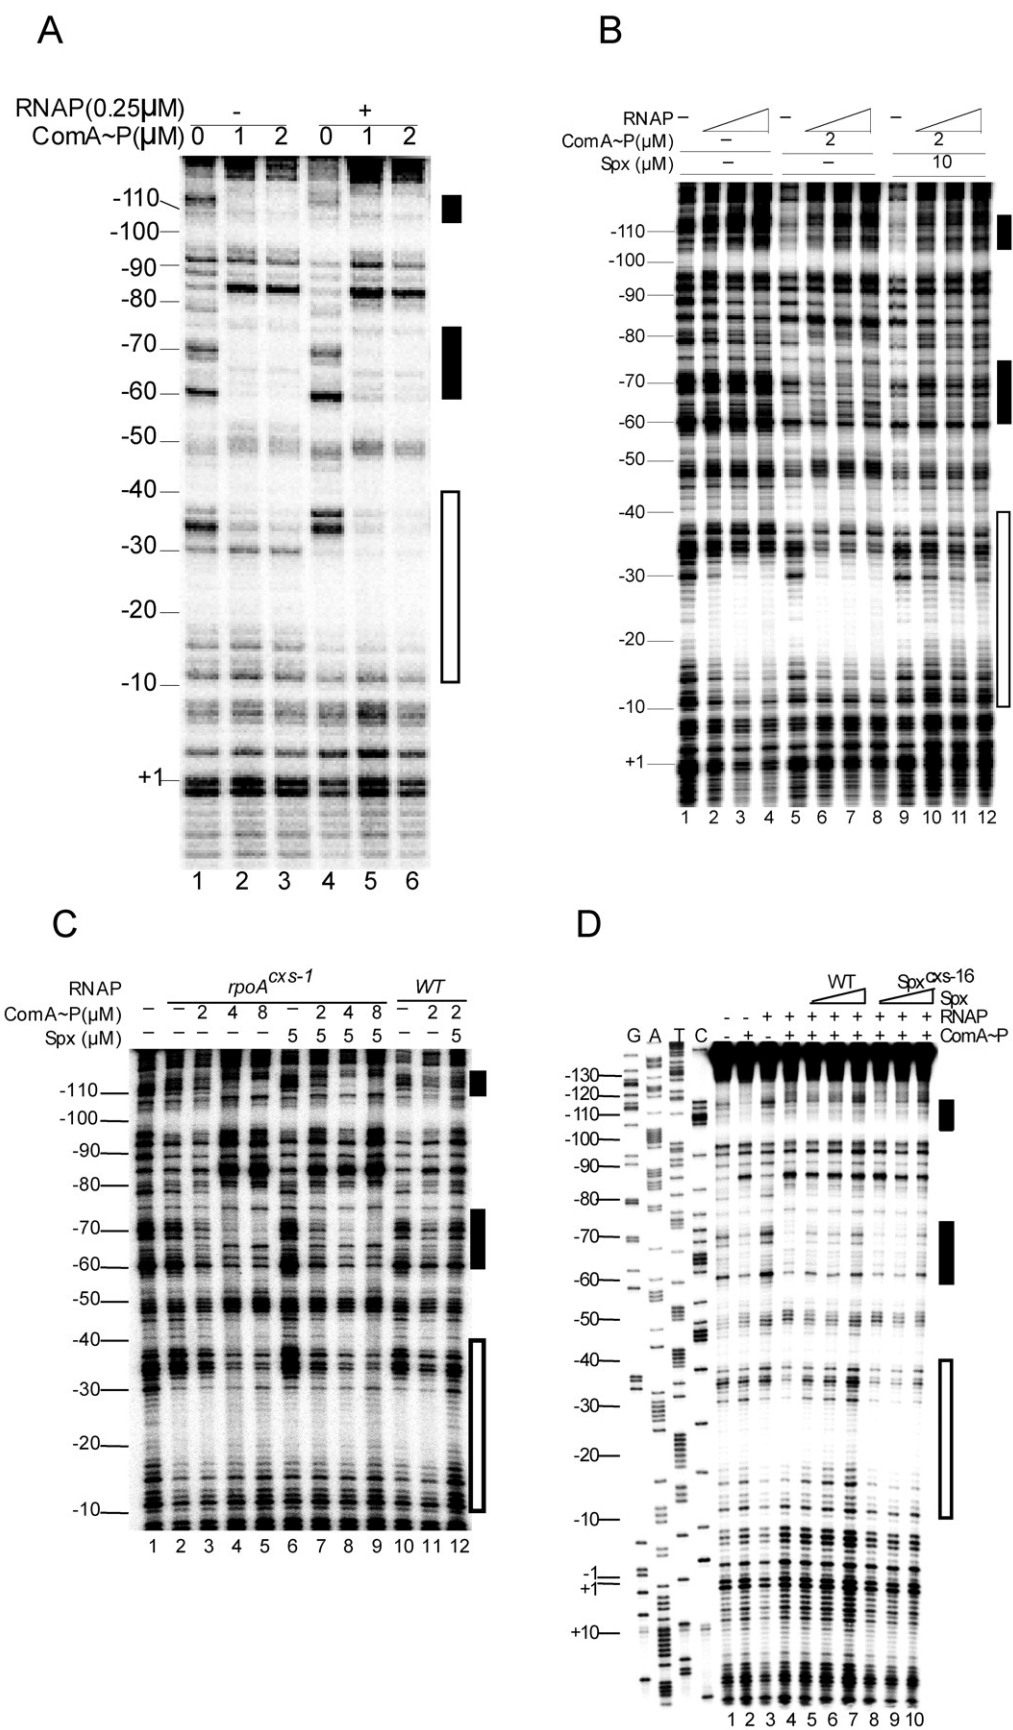 A
RNAP(0.25µM) - +
ComA~P(µM) 0 1 2 0 1 2
-110
-100
-90
-80
-70
-60
-50
-40
-30
-20
-10
+1
1 2 3 4 5 6
B
RNAP – – –
ComA~P(µM) – 2 2
Spx (µM) – – 10
-110
-100
-90
-80
-70
-60
-50
-40
-30
-20
-10
+1
1 2 3 4 5 6 7 8 9 10 11 12
C
RNAP rpoA cxs-1 WT
ComA~P(µM) – – 2 4 8 – 2 4 8 – 2 2
Spx (µM) – – – – – 5 5 5 5 – – 5
-110
-100
-90
-80
-70
-60
-50
-40
-30
-20
-10
1 2 3 4 5 6 7 8 9 10 11 12
D
WT Spx cxs-16
Spx
- - + + + + + + + + RNAP
G A T C - + - + + + + + + + ComA~P
-130
-120
-110
-100
-90
-80
-70
-60
-50
-40
-30
-20
-10
-1
+1
+10
1 2 3 4 5 6 7 8 9 10